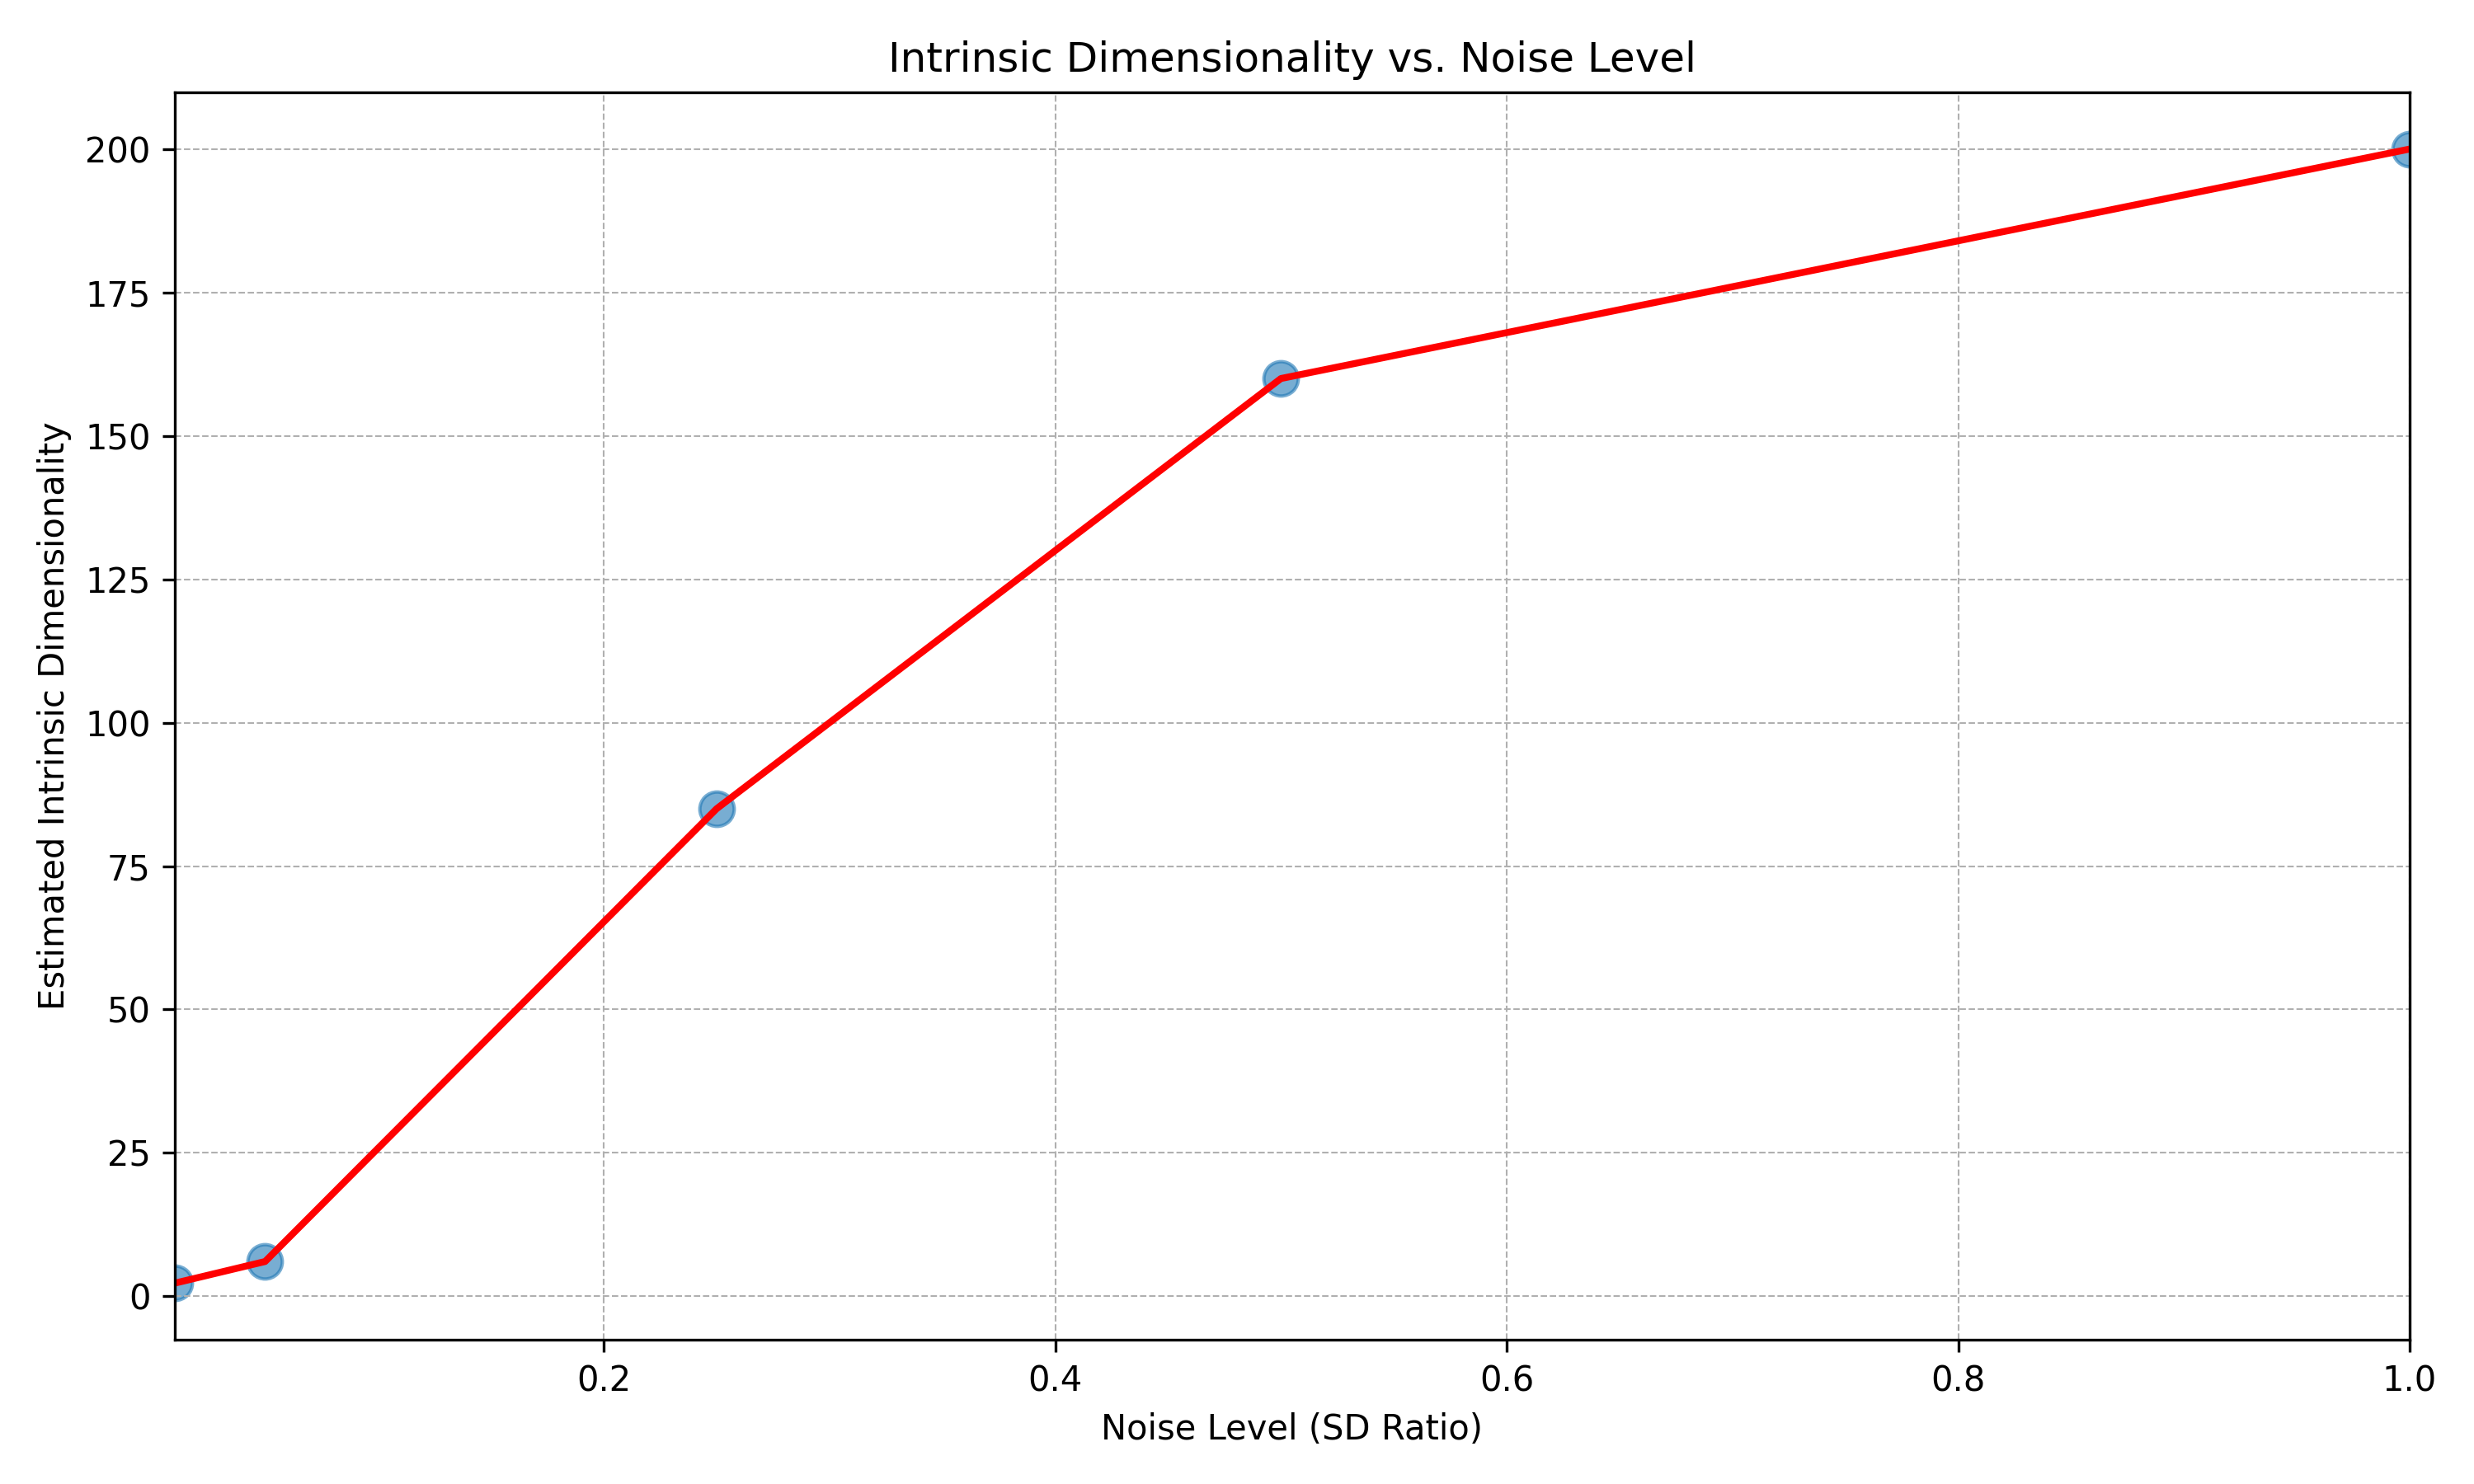 Intrinsic Dimensionality vs. Noise Level
Estimated Intrinsic Dimensionality
200
175
150
125
100
75
50
25
0
0.2 0.4 0.6 0.8 1.0
Noise Level (SD Ratio)